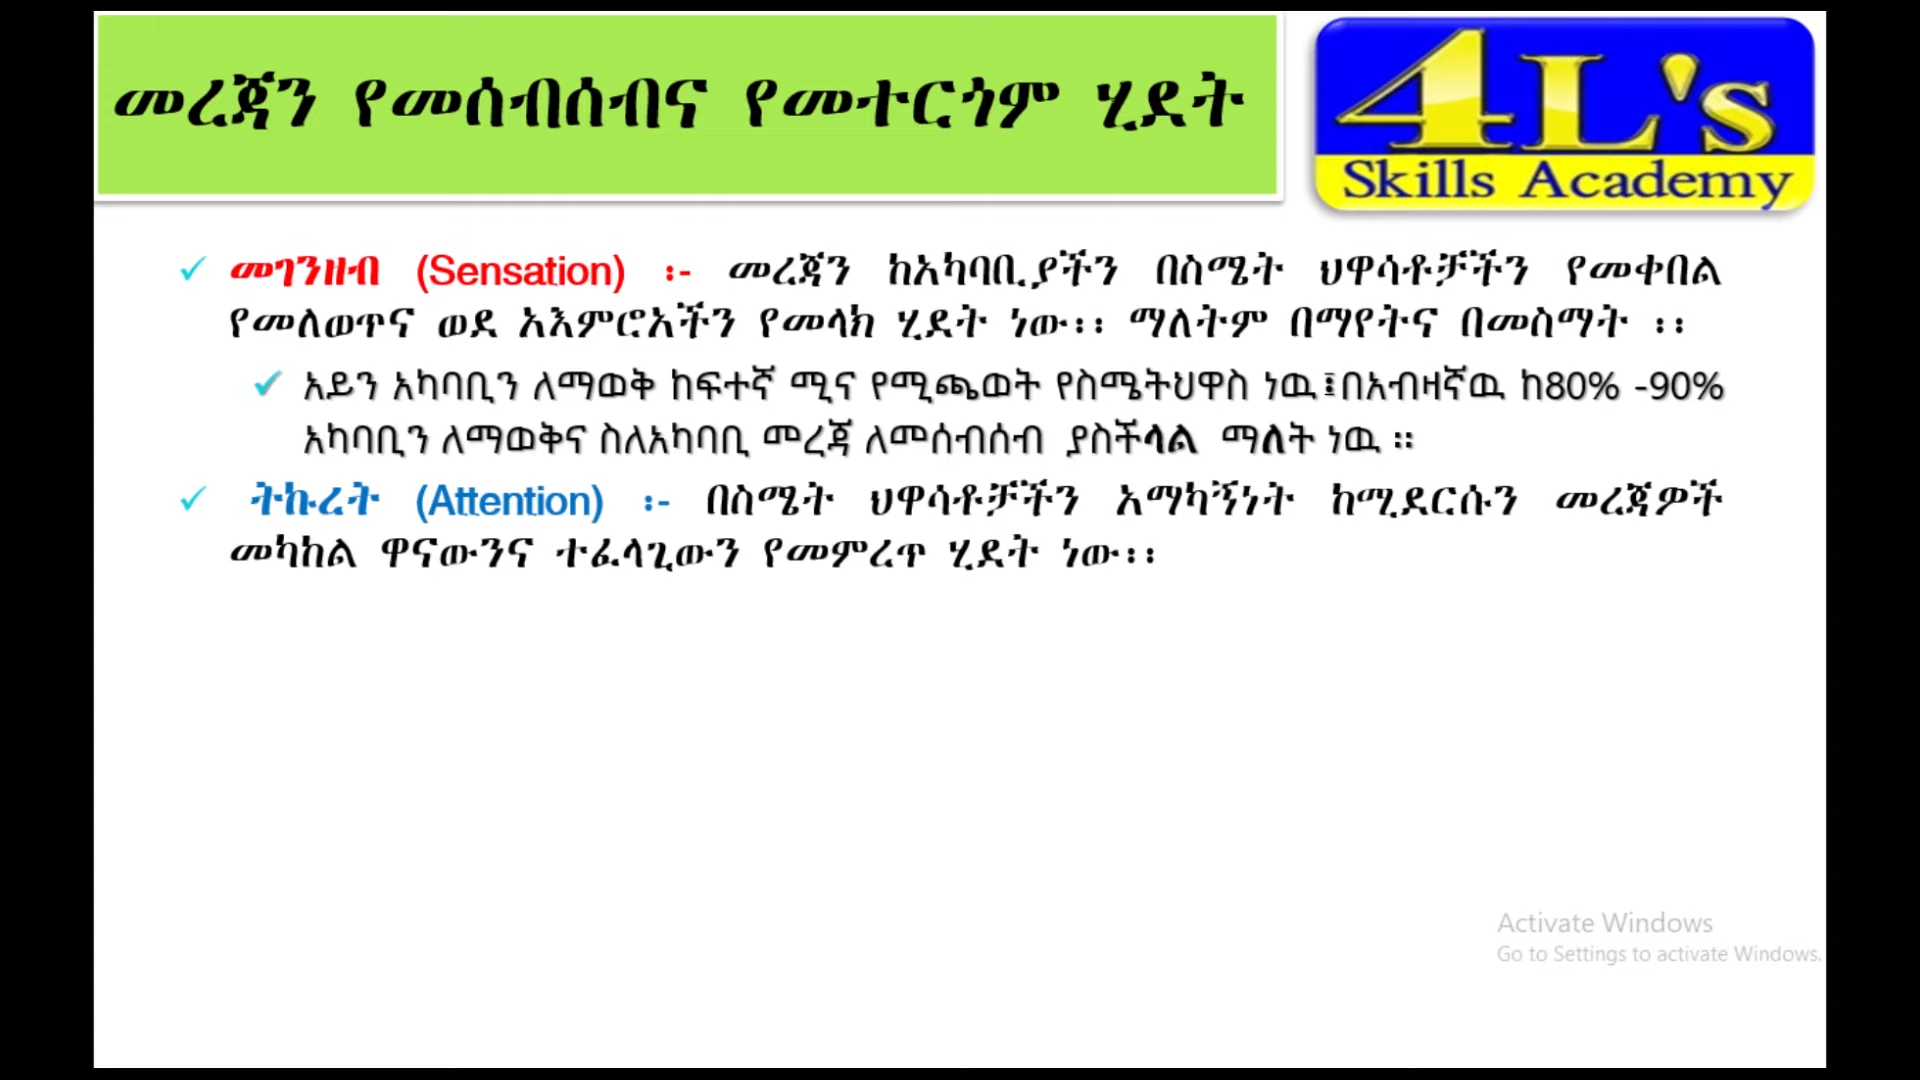 መረጃን የመሰብሰብና የመተርጎም ሂደት
4L's
Skills Academy
✓ መገንዘብ (Sensation) ፡- መረጃን ከአካባቢያችን በስሜት ህዋሳቶቻችን የመቀበል
የመለወጥና ወደ አእምሮአችን የመላክ ሂደት ነው፡፡ ማለትም በማየትና በመስማት ፡፡
✓ አይን አካባቢን ለማወቅ ከፍተኛ ሚና የሚጫወት የስሜትህዋስ ነዉ፤በአብዛኛዉ ከ80% -90%
አካባቢን ለማወቅና ስለአካባቢ መረጃ ለመሰብሰብ ያስችላል ማለት ነዉ ።
✓ ትኩረት (Attention) ፡- በስሜት ህዋሳቶቻችን አማካኝነት ከሚደርሱን መረጃዎች
መካከል ዋናውንና ተፈላጊውን የመምረጥ ሂደት ነው፡፡
Activate Windows
Go to Settings to activate Windows.